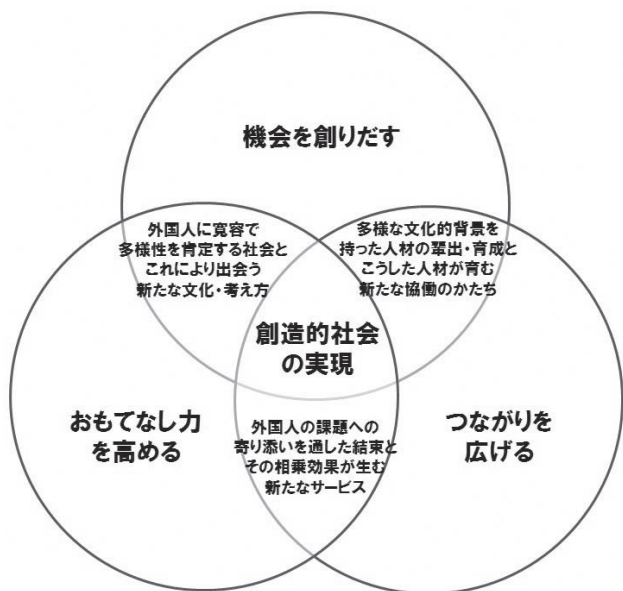 機会を創りだす
外国人に寛容で
多様性を肯定する社会と
これにより出会う
新たな文化・考え方
多様な文化的背景を
持った人材の輩出・育成と
こうした人材が育む
新たな協働のかたち
創造的社会
の実現
おもてなし力
を高める
外国人の課題への
寄り添いを通した結束と
その相乗効果が生む
新たなサービス
つながりを
広げる